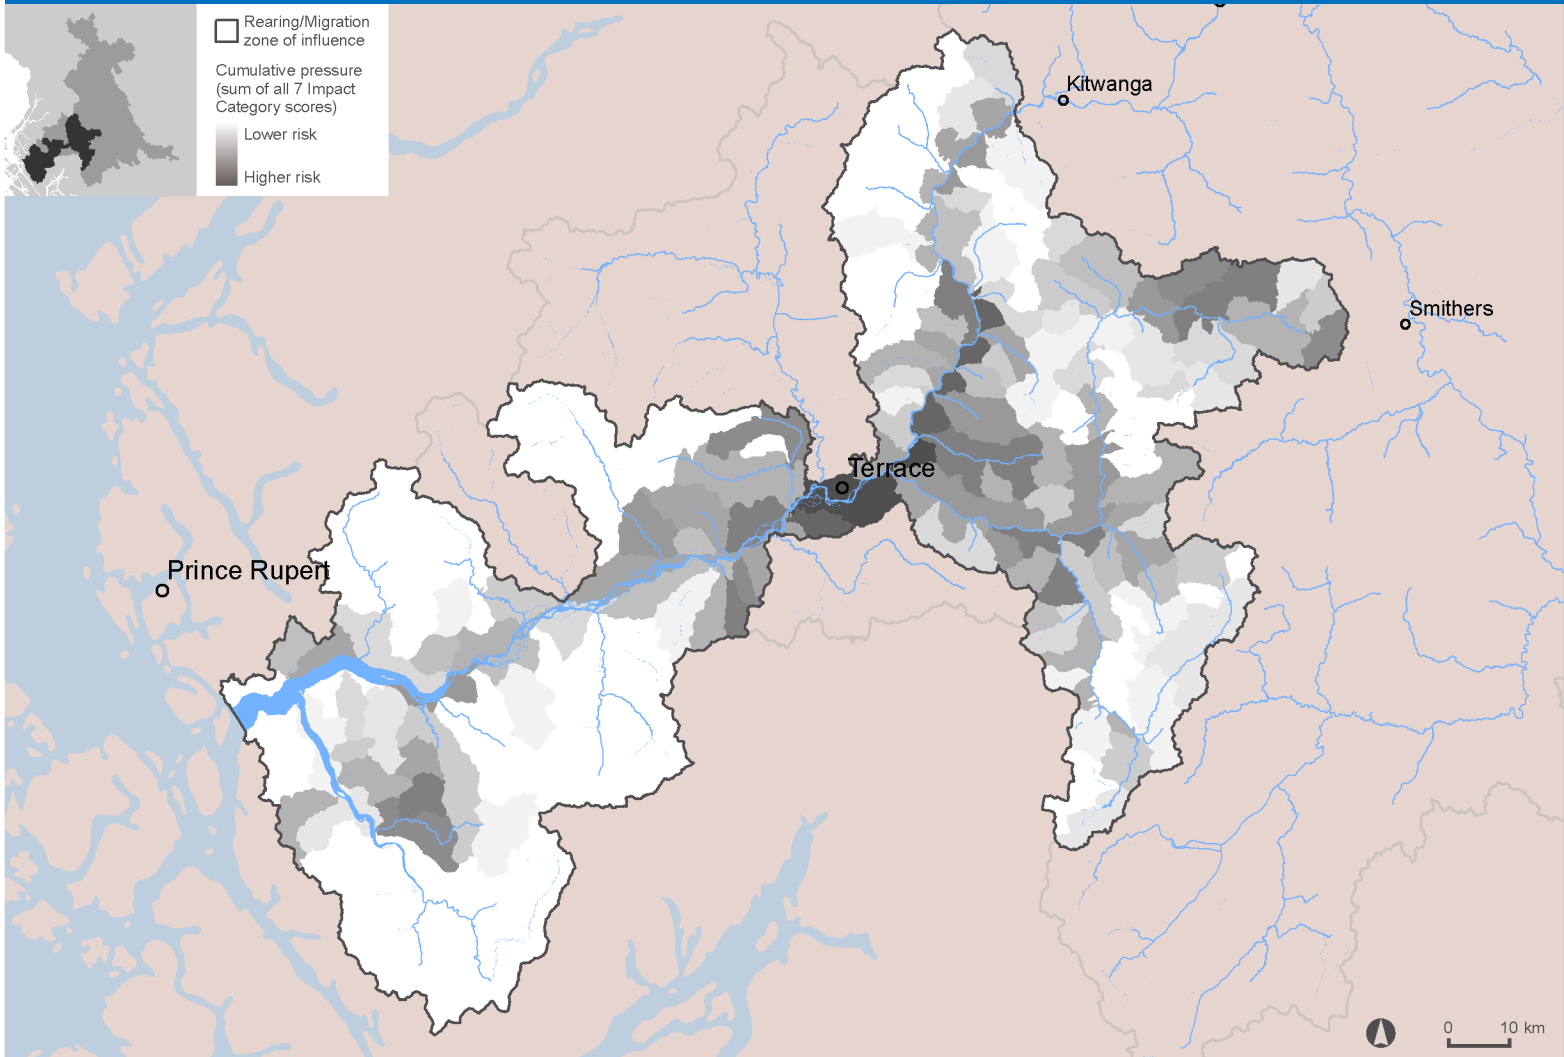 Rearing/Migration
zone of influence
Cumulative pressure
(sum of all 7 Impact
Category scores)
Lower risk
Higher risk
Kitwanga
Smithers
Terrace
Prince Rupert
0 10 km